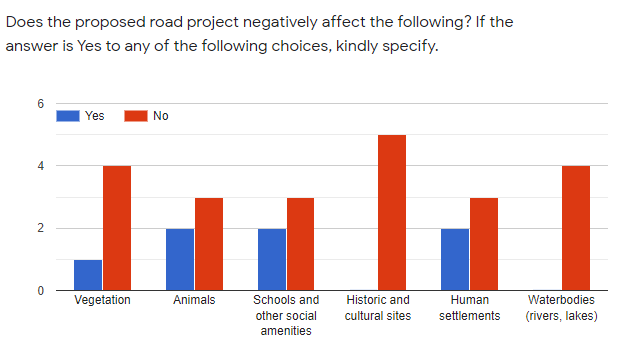 Does the proposed road project negatively affect the following? If the
answer is Yes to any of the following choices, kindly specify.
6
Yes
No
4
2
0
Vegetation
Animals
Schools and
other social
amenities
Historic and
cultural sites
Human
settlements
Waterbodies
(rivers, lakes)